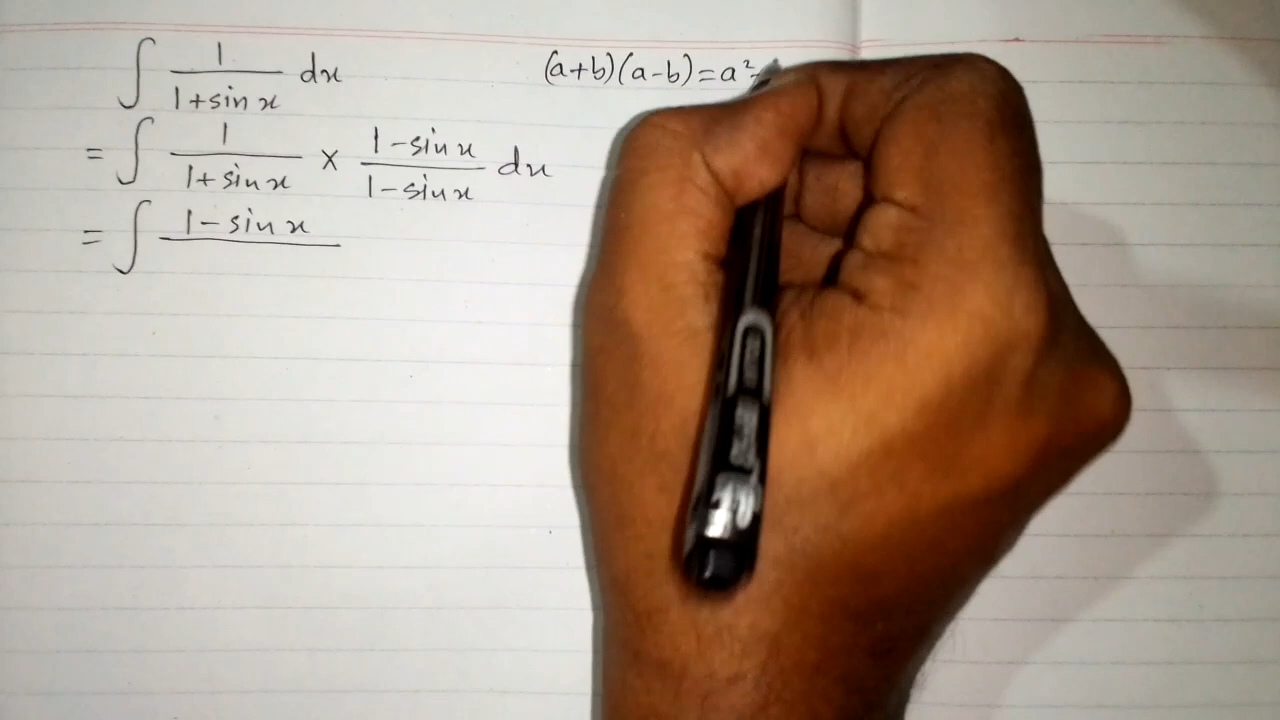 ∫ 1/(1+sin x) dx
(a+b)(a-b)=a²-
= ∫ 1/(1+sin x) × (1-sin x)/(1-sin x) dx
= ∫ 1-sin x